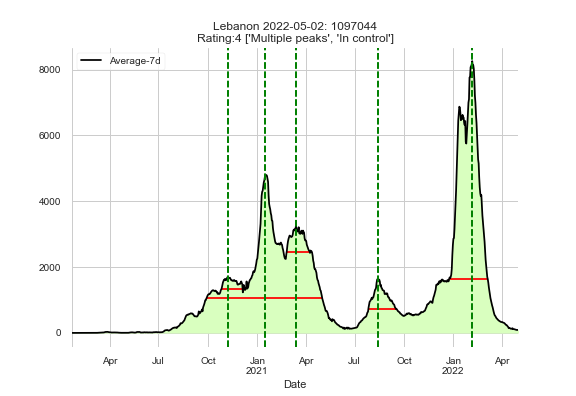 Lebanon 2022-05-02: 1097044
Rating:4 ['Multiple peaks', 'In control']
Average-7d
8000
6000
4000
2000
0
Apr Jul Oct Jan Apr Jul Oct Jan Apr
2021 2022
Date